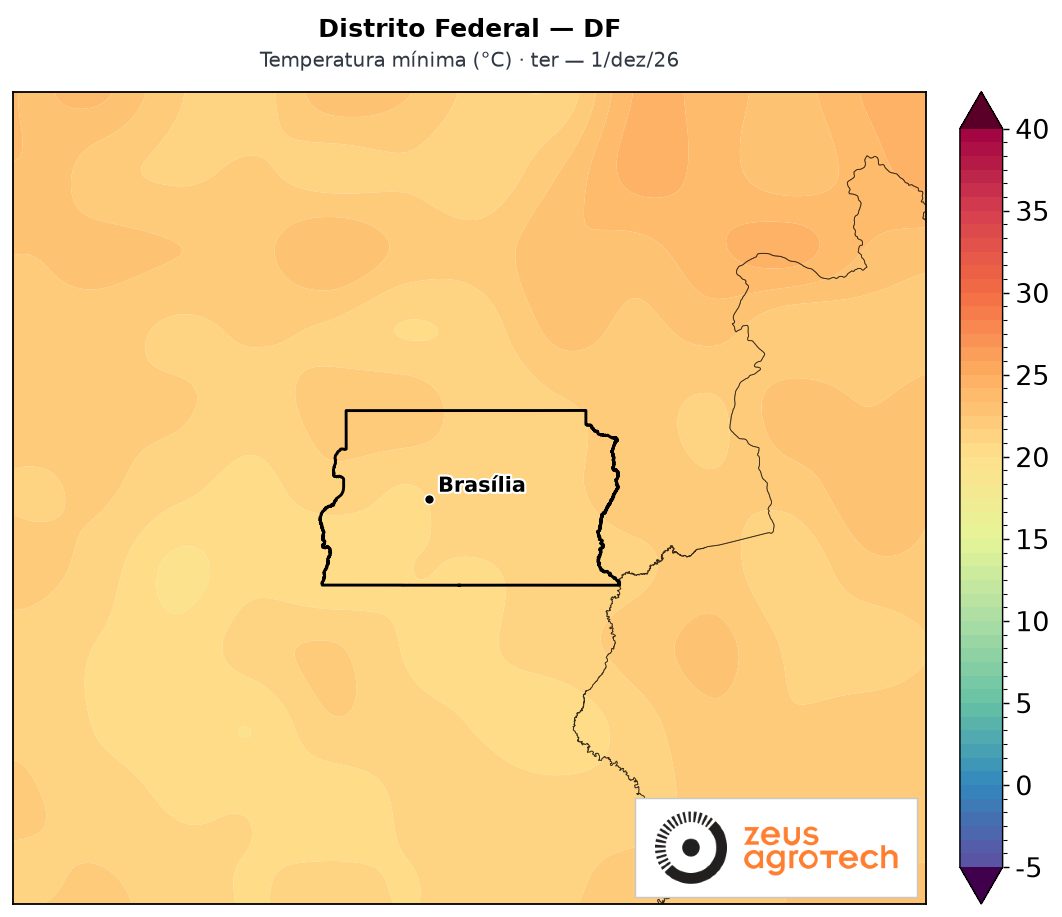 Distrito Federal — DF
Temperatura mínima (°C) · ter — 1/dez/26
Brasília
40
35
30
25
20
15
10
5
0
-5
zeus
agrotech